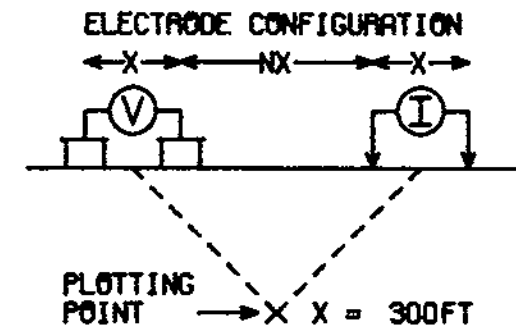 ELECTRODE CONFIGURATION
X NX X
V I
PLOTTING
POINT X X = 300FT